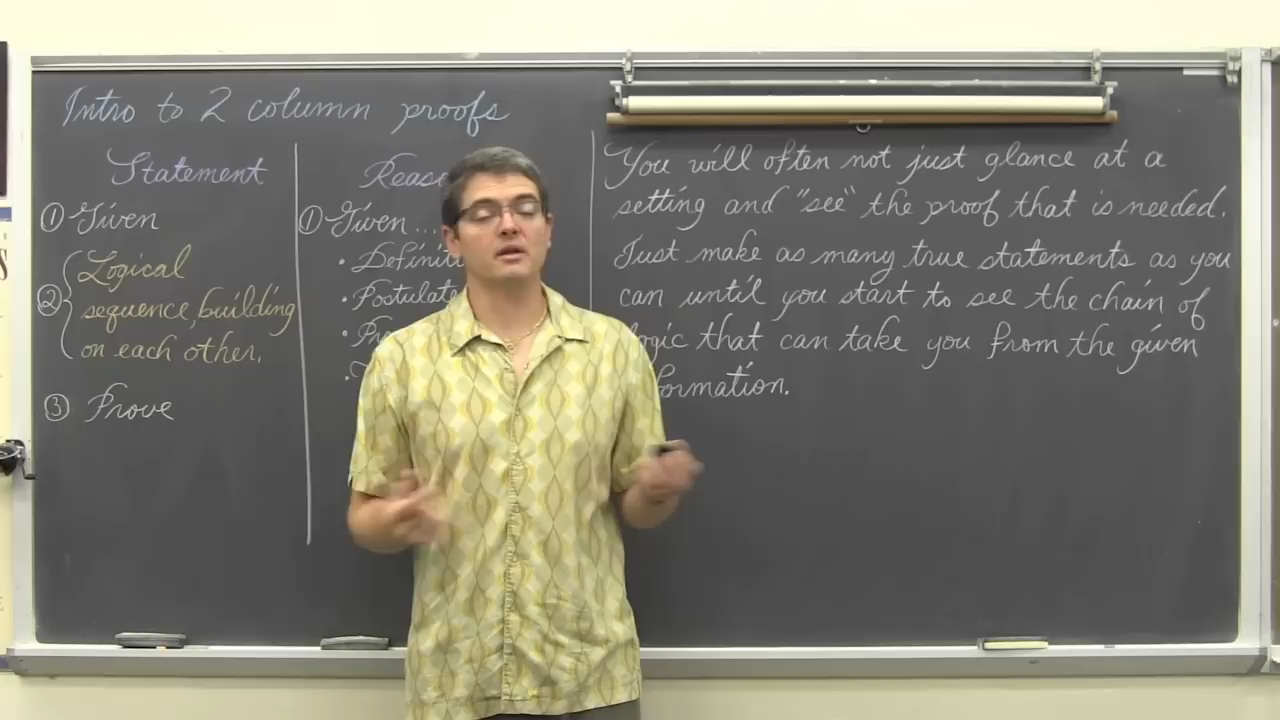 Intro to 2 column proofs
Statement
① Given
② Logical
sequence, building
on each other.
③ Prove
① Given...
• Definiti
• Postulat
You will often not just glance at a
setting and "see" the proof that is needed.
Just make as many true statements as you
can until you start to see the chain of
ogic that can take you from the given
formation.